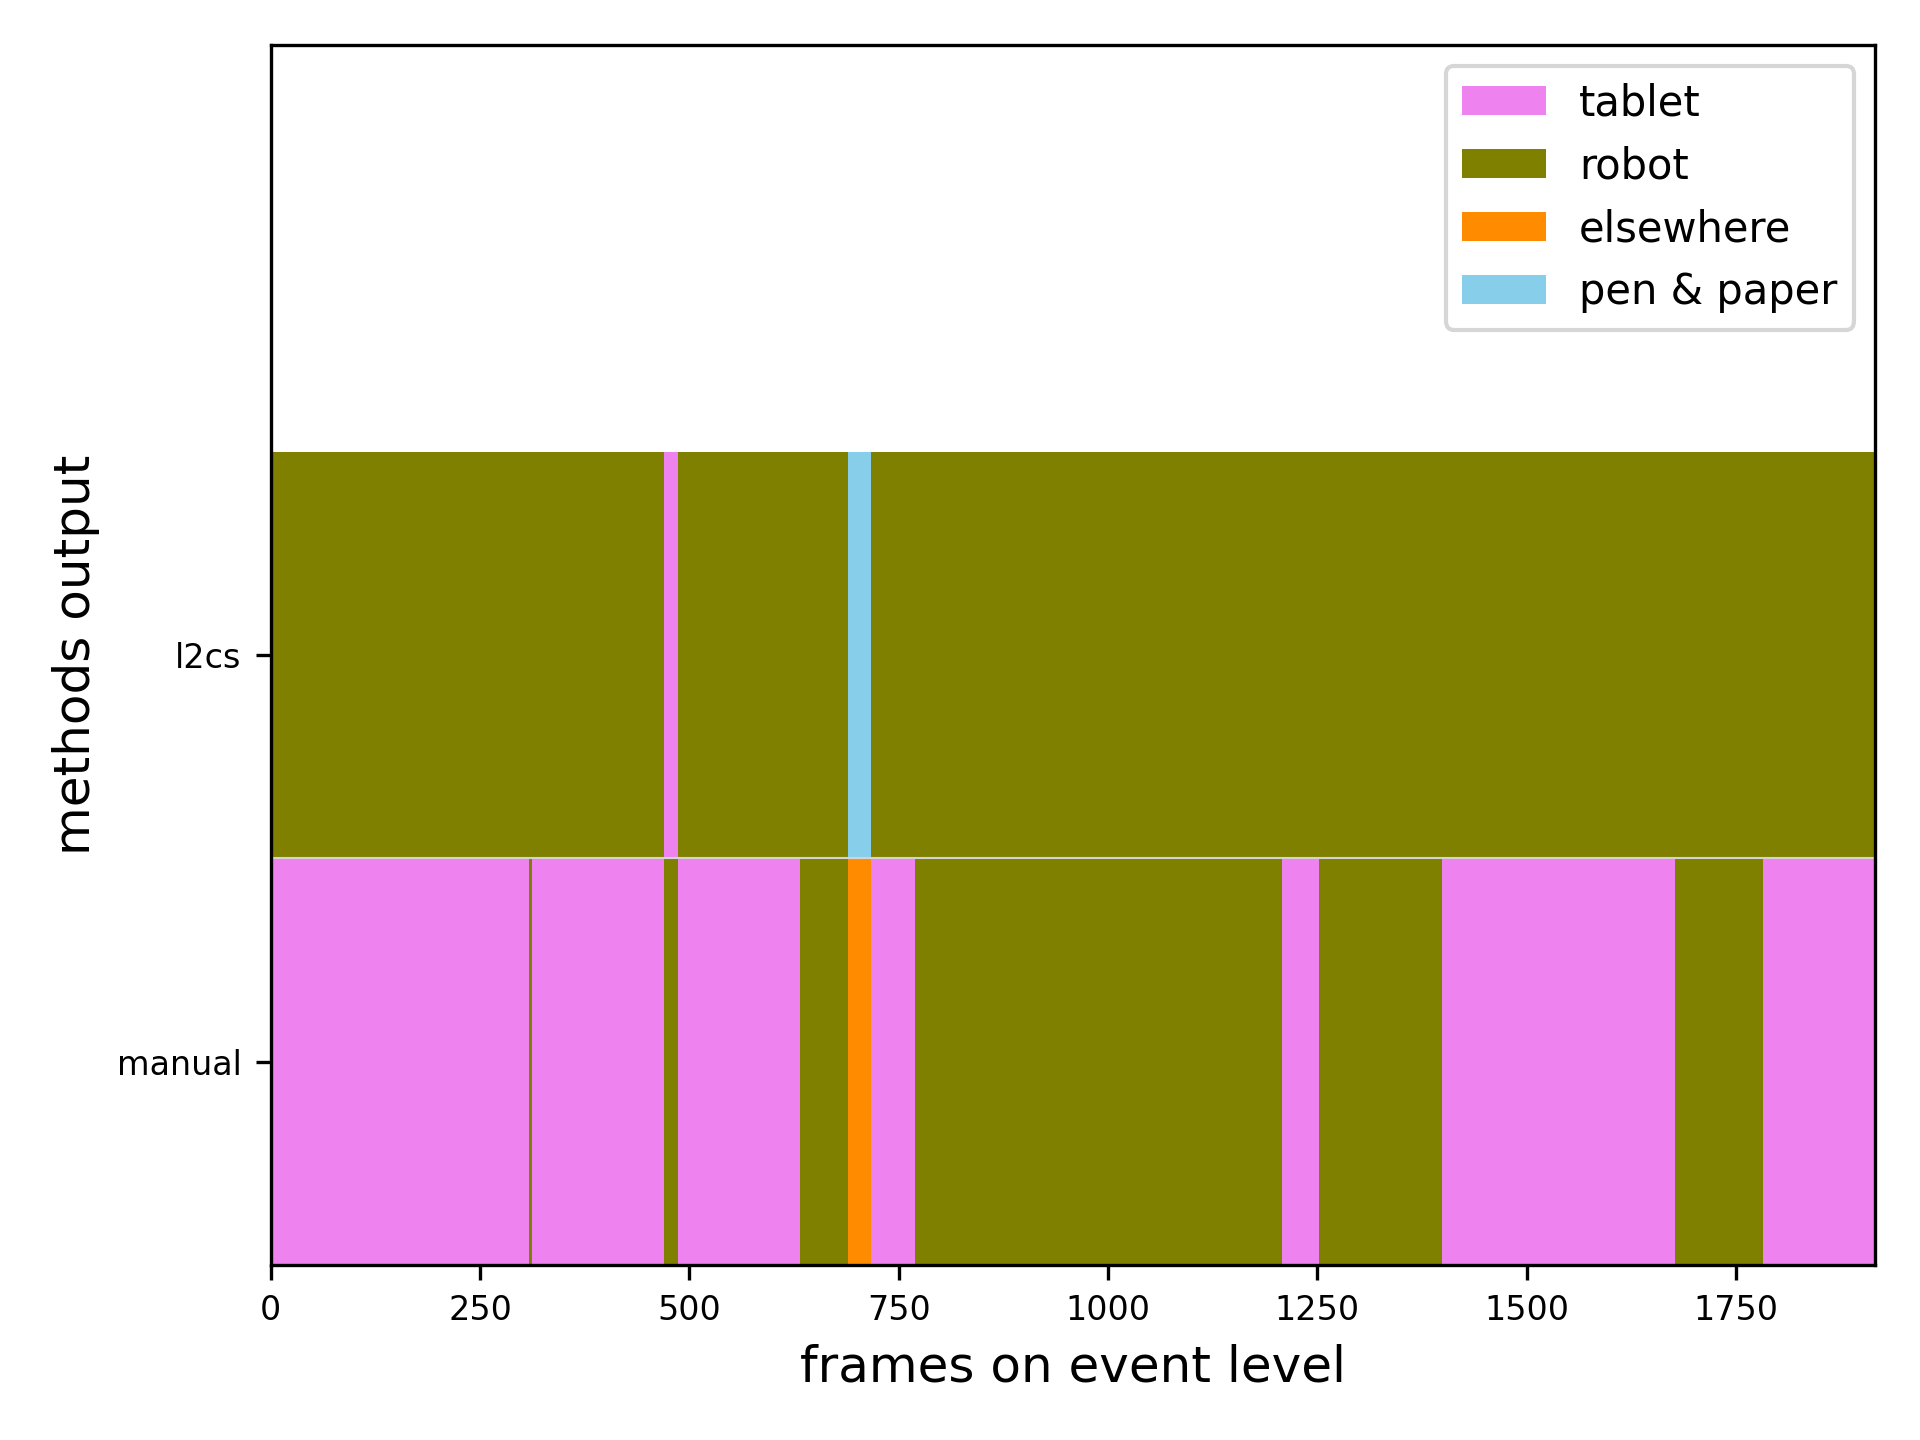 tablet
robot
elsewhere
pen & paper
methods output
l2cs
manual
0 250 500 750 1000 1250 1500 1750
frames on event level